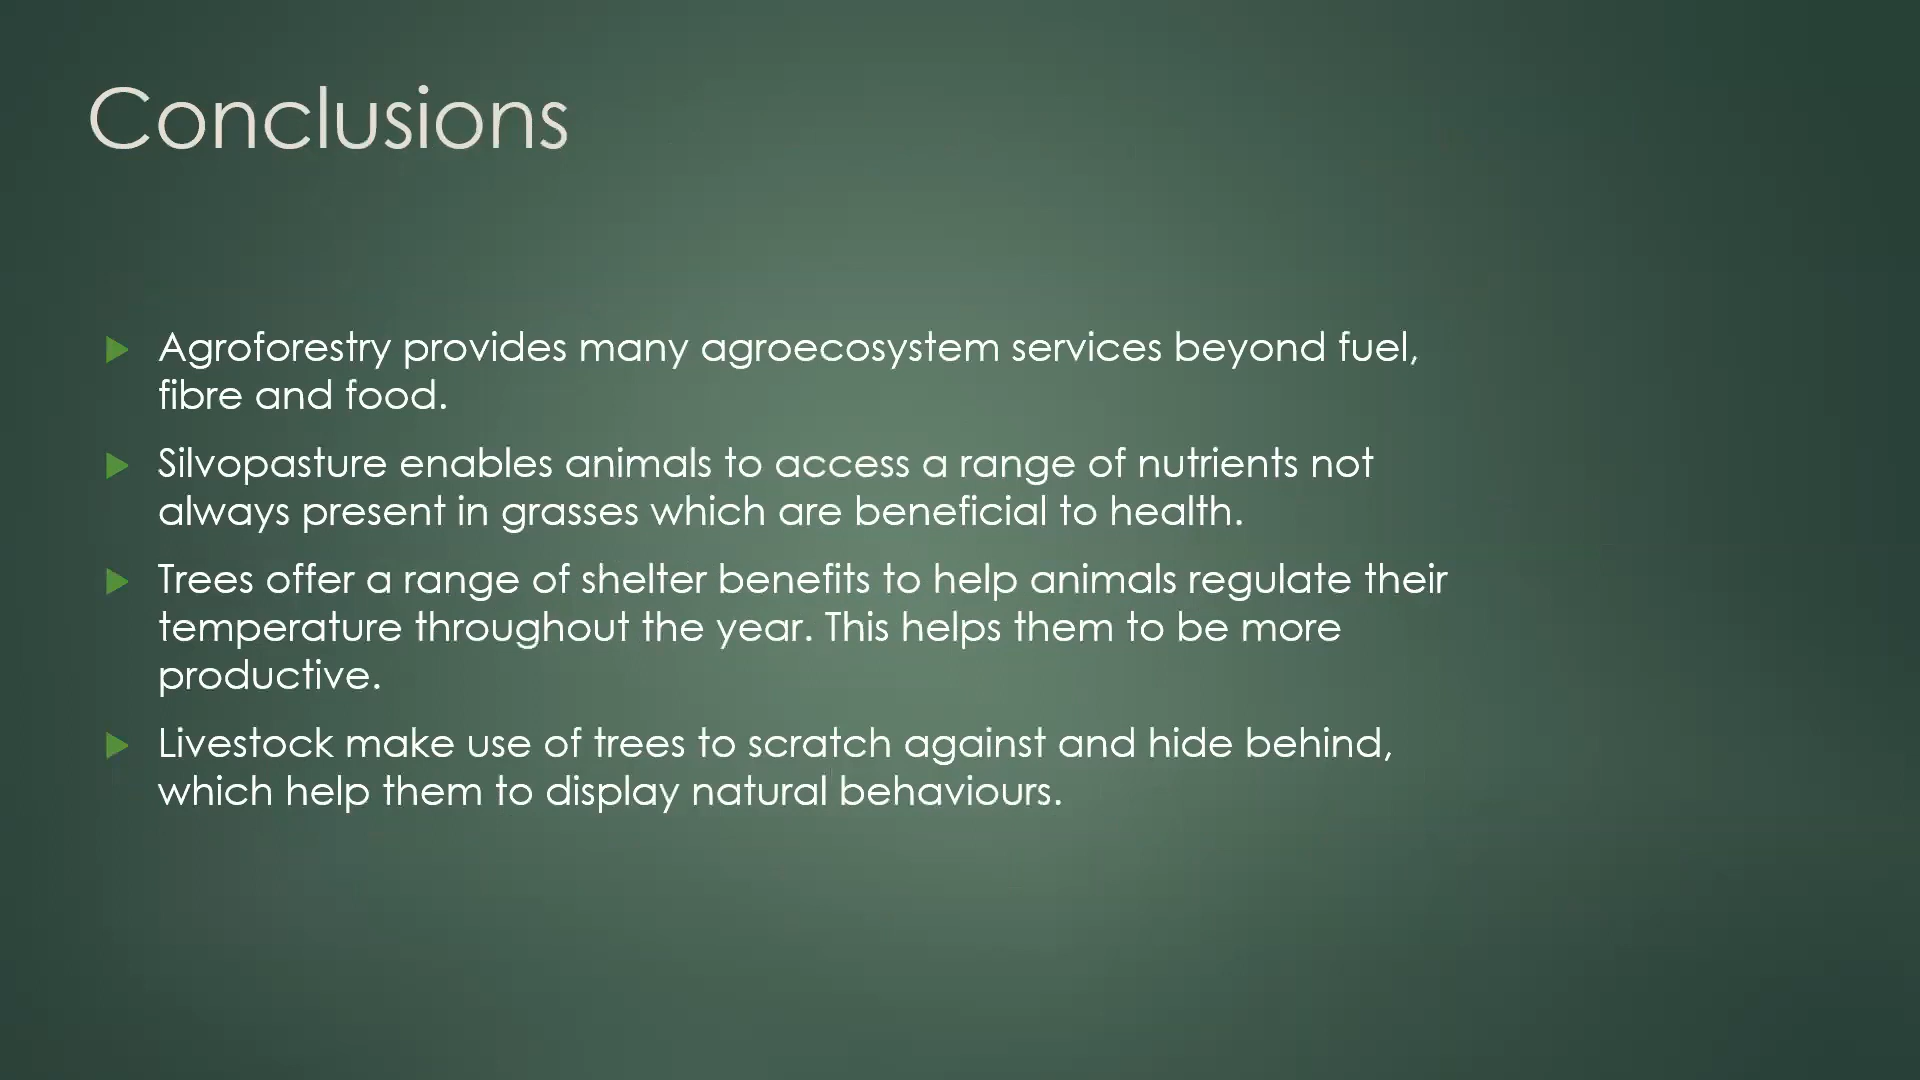 Conclusions
Agroforestry provides many agroecosystem services beyond fuel,
fibre and food.
Silvopasture enables animals to access a range of nutrients not
always present in grasses which are beneficial to health.
Trees offer a range of shelter benefits to help animals regulate their
temperature throughout the year. This helps them to be more
productive.
Livestock make use of trees to scratch against and hide behind,
which help them to display natural behaviours.